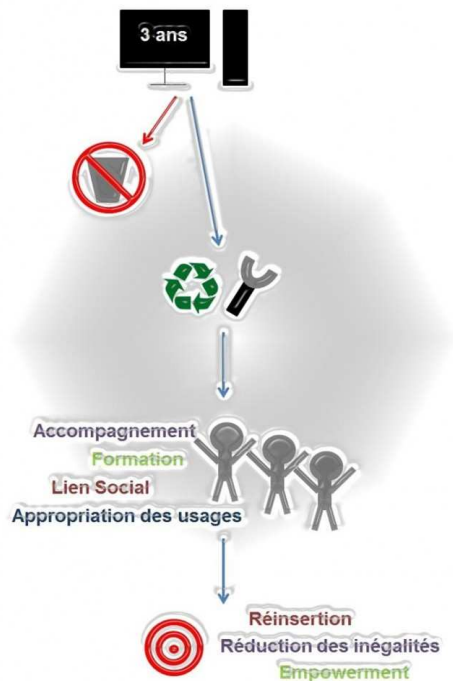 3 ans
Accompagnement
Formation
Lien Social
Appropriation des usages
Réinsertion
Réduction des inégalités
Empowerment